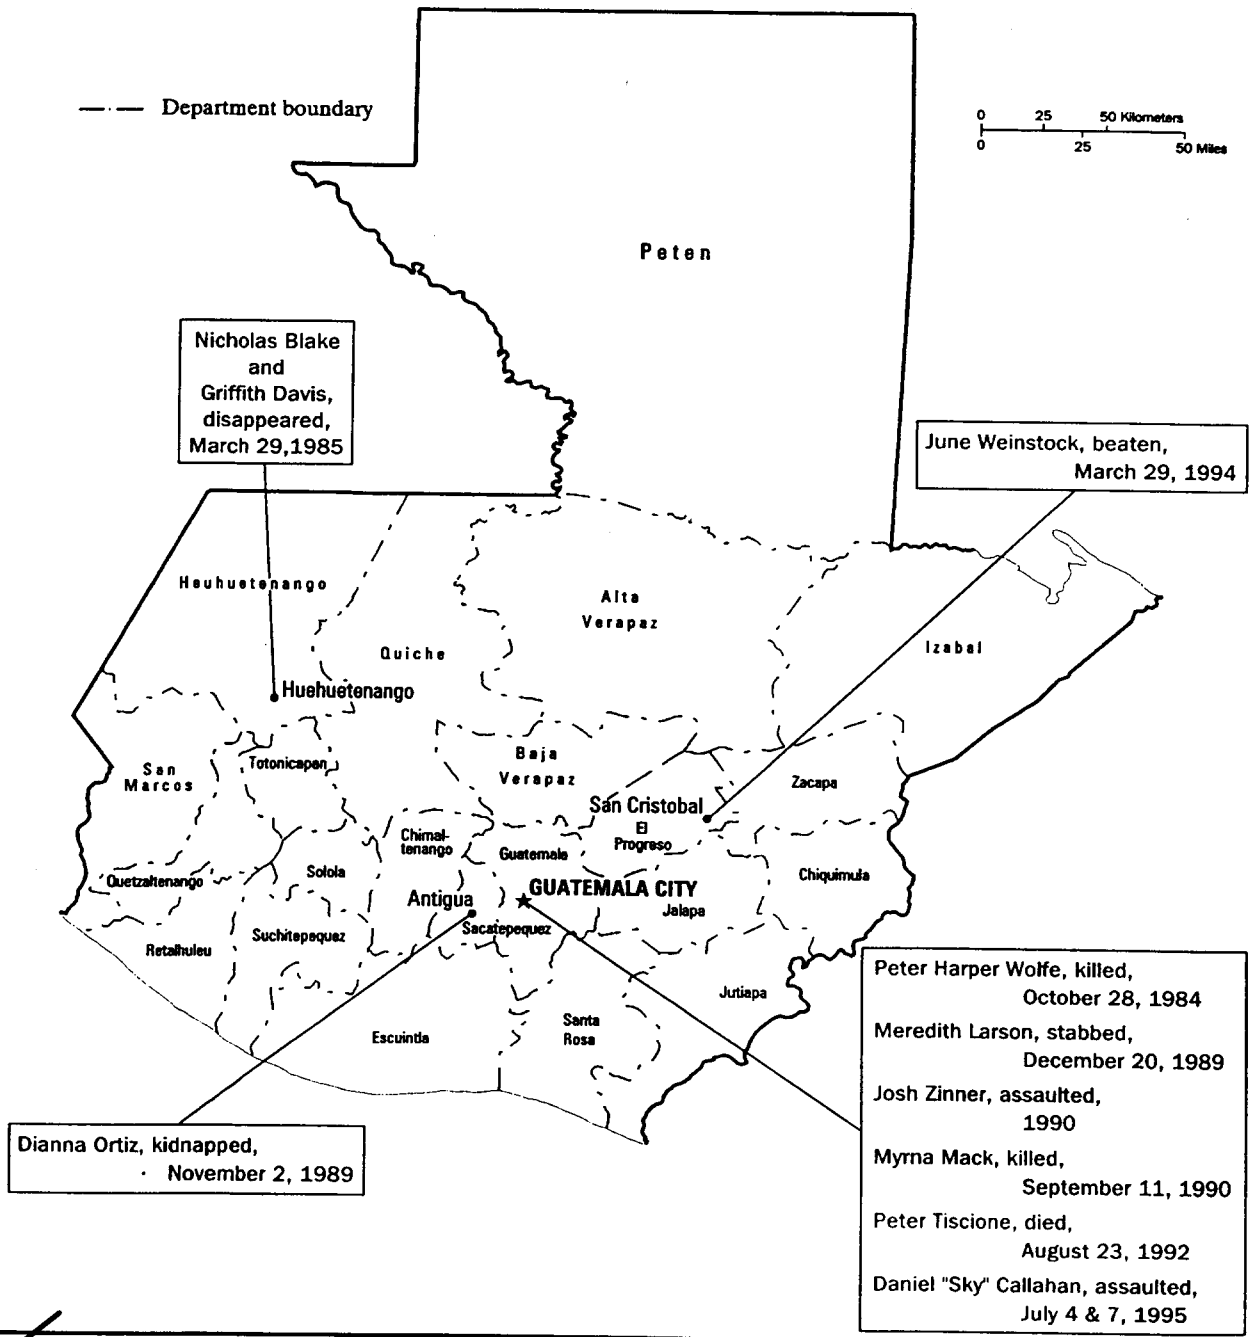 Department boundary
0 25 50 Kilometers
0 25 50 Miles
Peten
Nicholas Blake
and
Griffith Davis,
disappeared,
March 29,1985
June Weinstock, beaten,
March 29, 1994
Heuhuetenango
Alta
Verapaz
Quiche
Izabal
Huehuetenango
San
Marcos
Totonicapan
Baja
Verapaz
Zacapa
San Cristobal
El
Progreso
Chimal-
tenango
Guatemala
Quetzaltenango
Solola
Chiquimula
Antigua
GUATEMALA CITY
Jalapa
Sacatepequez
Suchitepequez
Retalhuleu
Jutiapa
Santa
Rosa
Escuintla
Peter Harper Wolfe, killed,
October 28, 1984
Meredith Larson, stabbed,
December 20, 1989
Josh Zinner, assaulted,
1990
Myrna Mack, killed,
September 11, 1990
Peter Tiscione, died,
August 23, 1992
Daniel "Sky" Callahan, assaulted,
July 4 & 7, 1995
Dianna Ortiz, kidnapped,
November 2, 1989